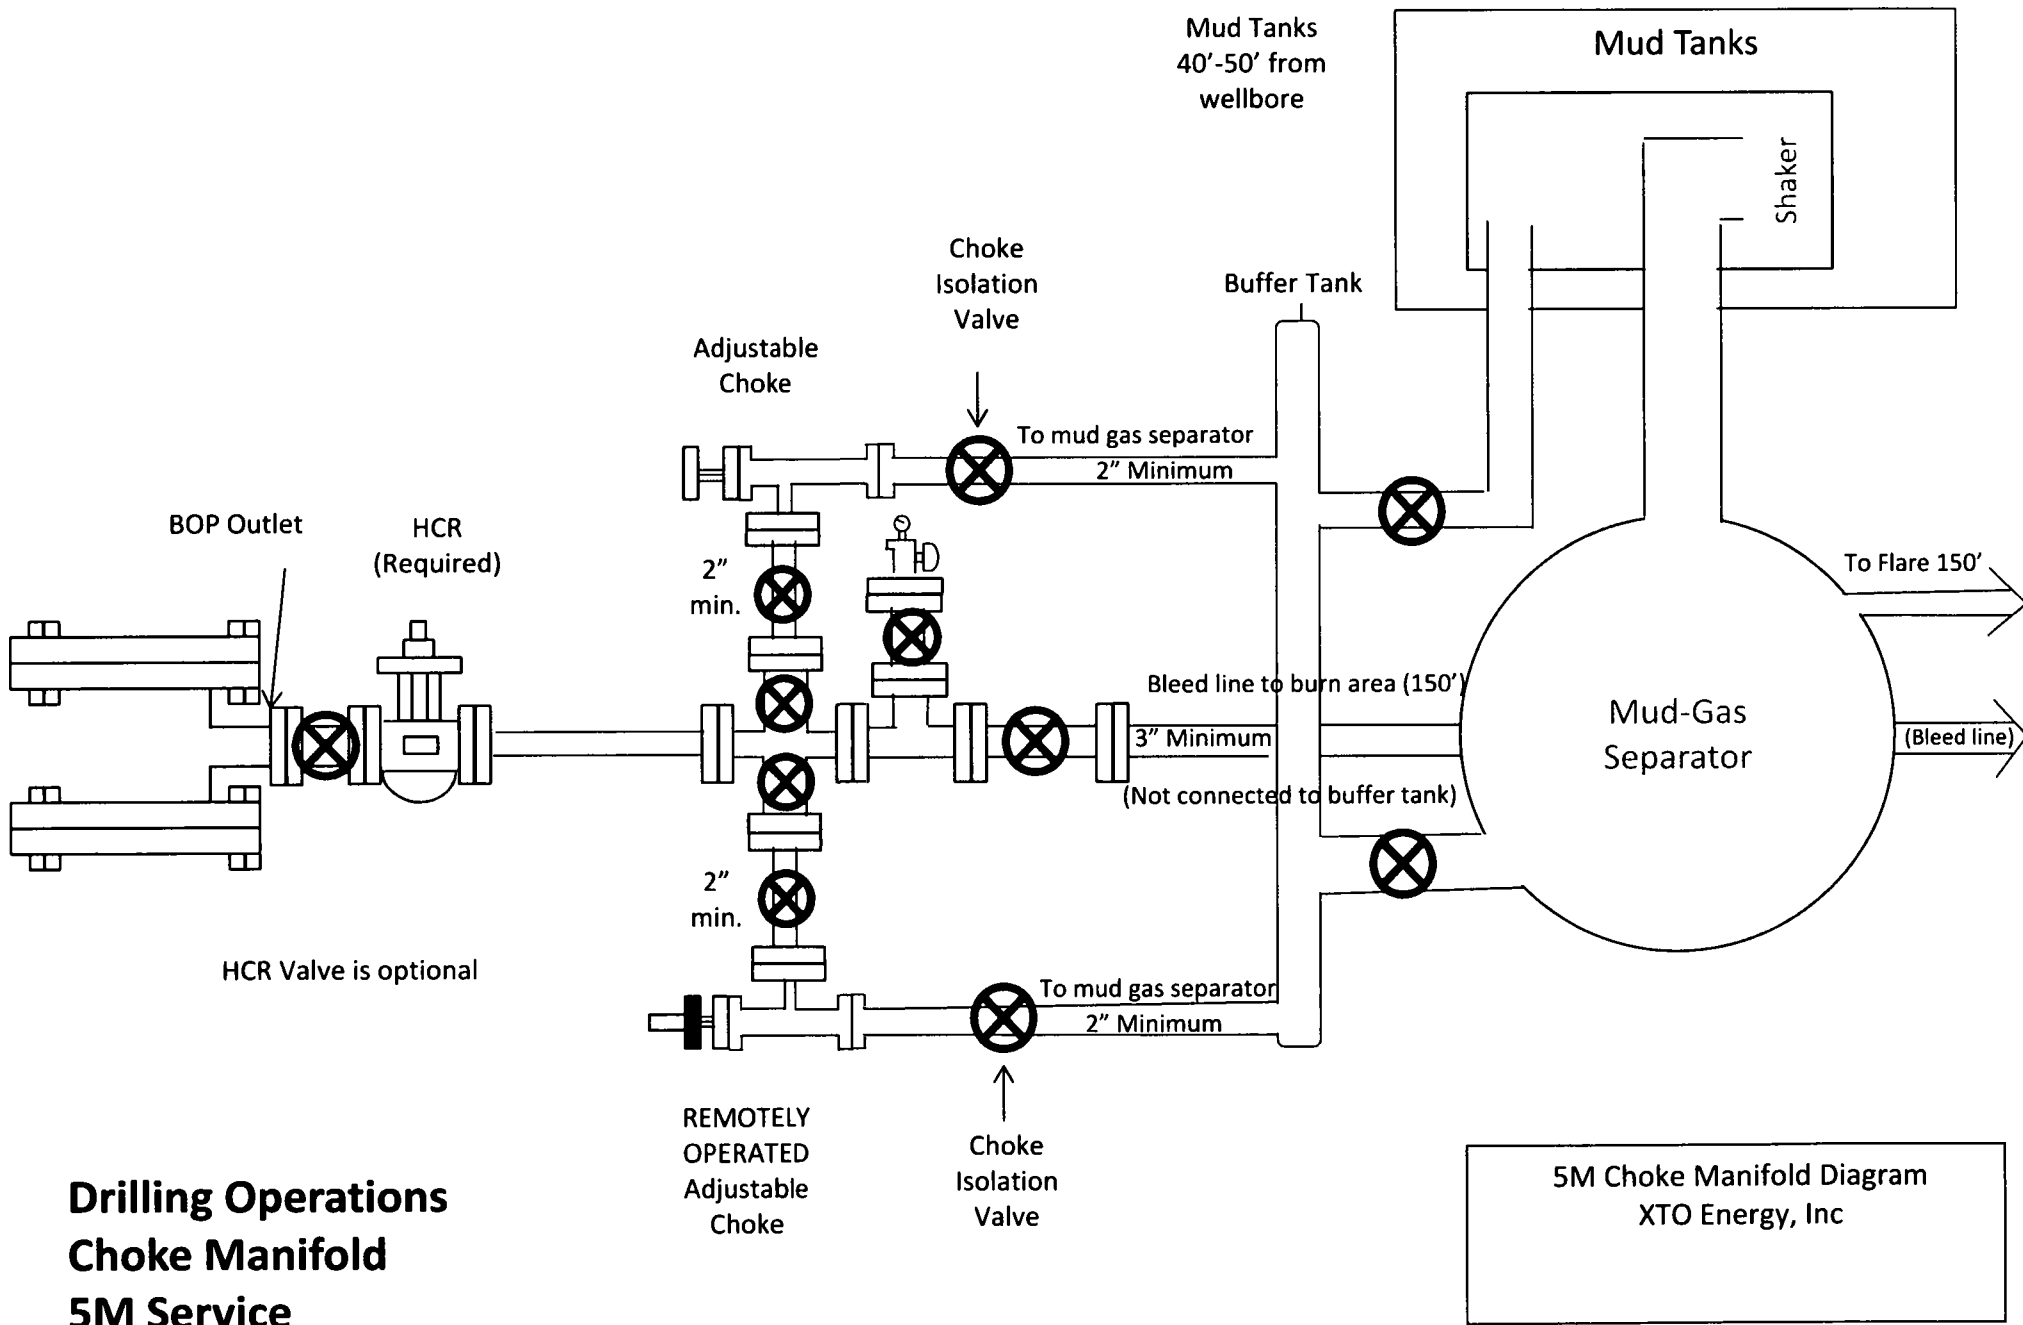 Mud Tanks
40'-50' from
wellbore
Mud Tanks
Shaker
Choke
Isolation
Valve
Buffer Tank
Adjustable
Choke
To mud gas separator
2" Minimum
BOP Outlet
HCR
(Required)
2"
min.
To Flare 150'
Bleed line to burn area (150')
3" Minimum
(Not connected to buffer tank)
Mud-Gas
Separator
(Bleed line)
2"
min.
HCR Valve is optional
To mud gas separator
2" Minimum
REMOTELY
OPERATED
Adjustable
Choke
Choke
Isolation
Valve
Drilling Operations
Choke Manifold
5M Service
5M Choke Manifold Diagram
XTO Energy, Inc